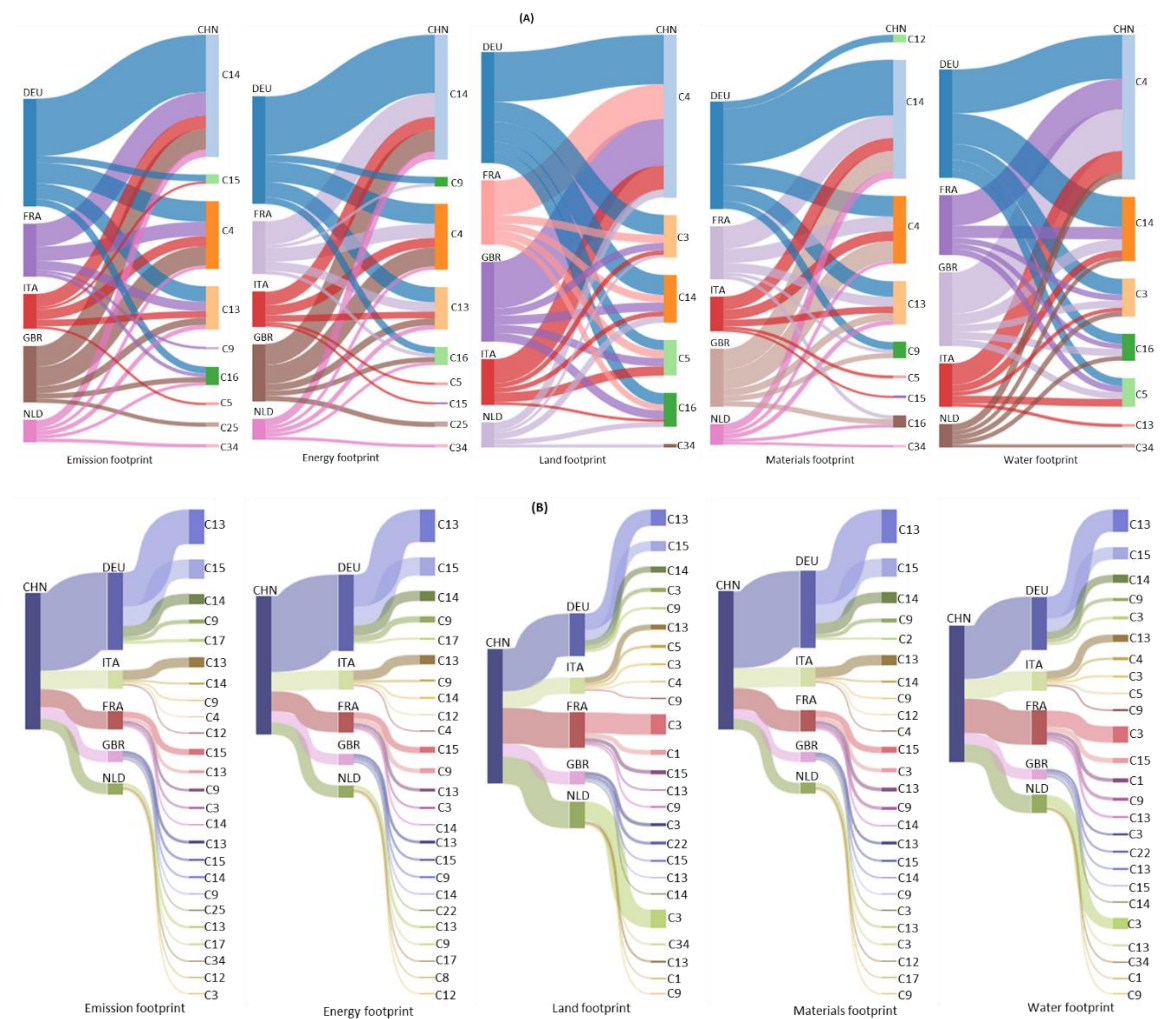 (A)
CHN
DEU
FRA
ITA
GBR
NLD
C14
C15
C4
C13
C9
C16
C5
C25
C34
Emission footprint
CHN
DEU
FRA
ITA
GBR
NLD
C14
C9
C4
C13
C16
C5
C15
C25
C34
Energy footprint
CHN
DEU
FRA
GBR
ITA
NLD
C4
C3
C14
C5
C16
C34
Land footprint
CHN
DEU
FRA
ITA
GBR
NLD
C12
C14
C4
C13
C9
C5
C15
C16
C34
Materials footprint
CHN
DEU
FRA
GBR
ITA
NLD
C4
C14
C3
C16
C5
C13
C34
Water footprint
(B)
CHN
DEU
ITA
FRA
GBR
NLD
C13
C15
C14
C9
C17
C13
C14
C9
C4
C12
C15
C13
C9
C3
C14
C13
C15
C14
C9
C25
C13
C17
C34
C12
C3
Emission footprint
CHN
DEU
ITA
FRA
GBR
NLD
C13
C15
C14
C9
C17
C13
C9
C14
C12
C4
C15
C9
C13
C3
C14
C13
C15
C9
C14
C22
C13
C9
C17
C8
C12
Energy footprint
CHN
DEU
ITA
FRA
GBR
NLD
C13
C15
C14
C3
C9
C13
C5
C3
C4
C9
C3
C1
C15
C13
C9
C3
C22
C15
C13
C14
C3
C34
C13
C1
C9
Land footprint
CHN
DEU
ITA
FRA
GBR
NLD
C13
C15
C14
C9
C2
C13
C14
C9
C12
C4
C15
C3
C13
C9
C14
C13
C15
C14
C9
C3
C13
C3
C12
C17
C9
Materials footprint
CHN
DEU
ITA
FRA
GBR
NLD
C13
C15
C14
C9
C3
C13
C4
C3
C5
C9
C3
C15
C1
C9
C13
C3
C22
C13
C15
C14
C3
C13
C34
C1
C9
Water footprint